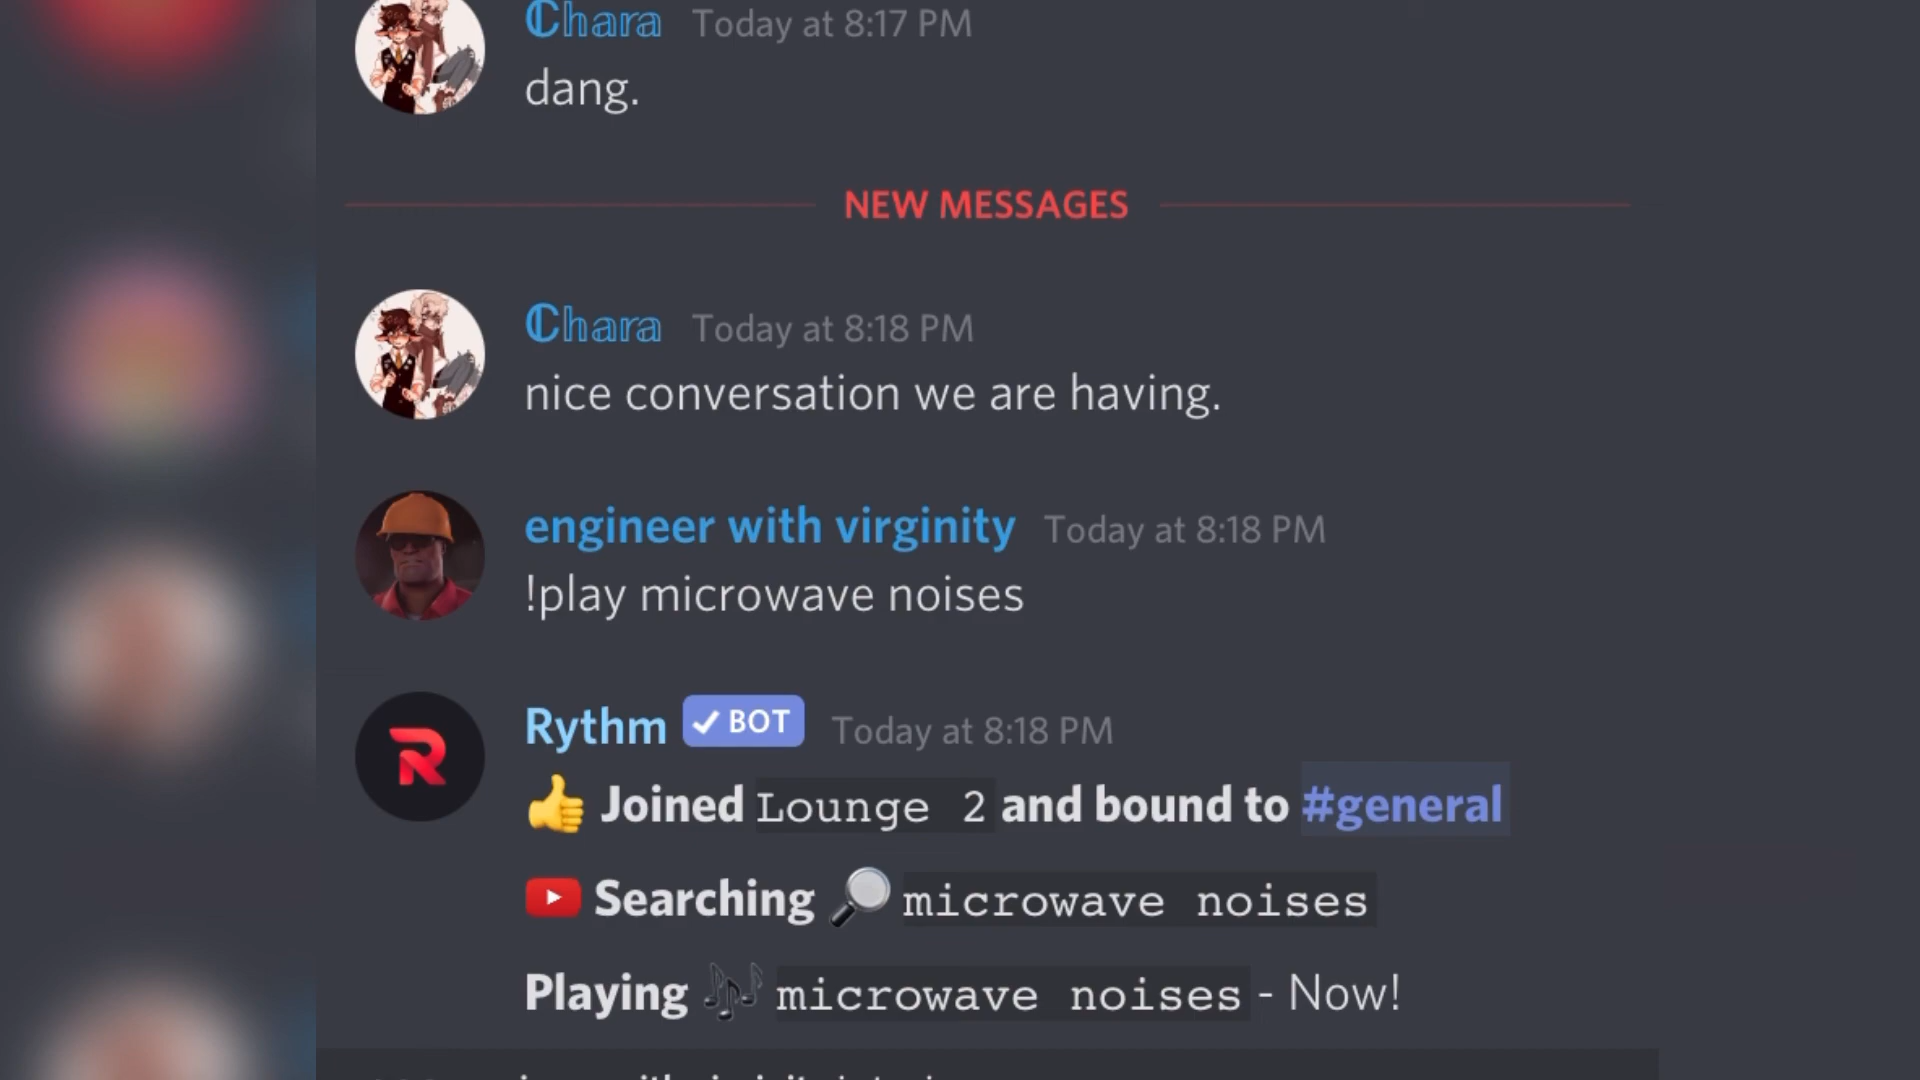 ℂhara Today at 8:17 PM
dang.
NEW MESSAGES
ℂhara Today at 8:18 PM
nice conversation we are having.
engineer with virginity Today at 8:18 PM
!play microwave noises
Rythm ✓ BOT Today at 8:18 PM
👍 Joined Lounge 2 and bound to #general
Searching 🔎 microwave noises
Playing 🎶 microwave noises - Now!